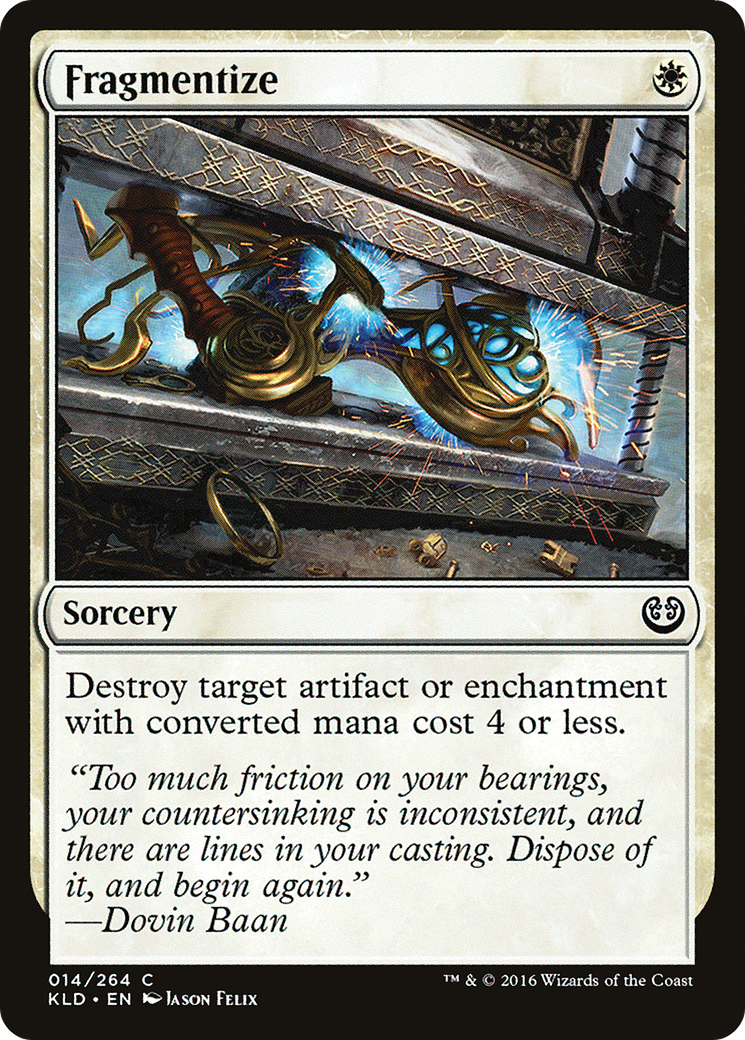 Fragmentize
Sorcery
Destroy target artifact or enchantment
with converted mana cost 4 or less.
“Too much friction on your bearings,
your countersinking is inconsistent, and
there are lines in your casting. Dispose of
it, and begin again.”
—Dovin Baan
014/264 C
KLD • EN Jason Felix
™ & © 2016 Wizards of the Coast